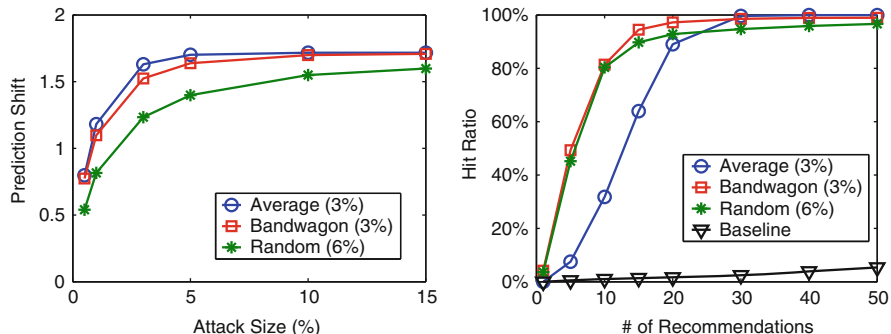 2
1.5
1
0.5
0
Prediction Shift
0
5
10
15
Attack Size (%)
Average (3%)
Bandwagon (3%)
Random (6%)
100%
80%
60%
40%
20%
0%
Hit Ratio
0
10
20
30
40
50
# of Recommendations
Average (3%)
Bandwagon (3%)
Random (6%)
Baseline